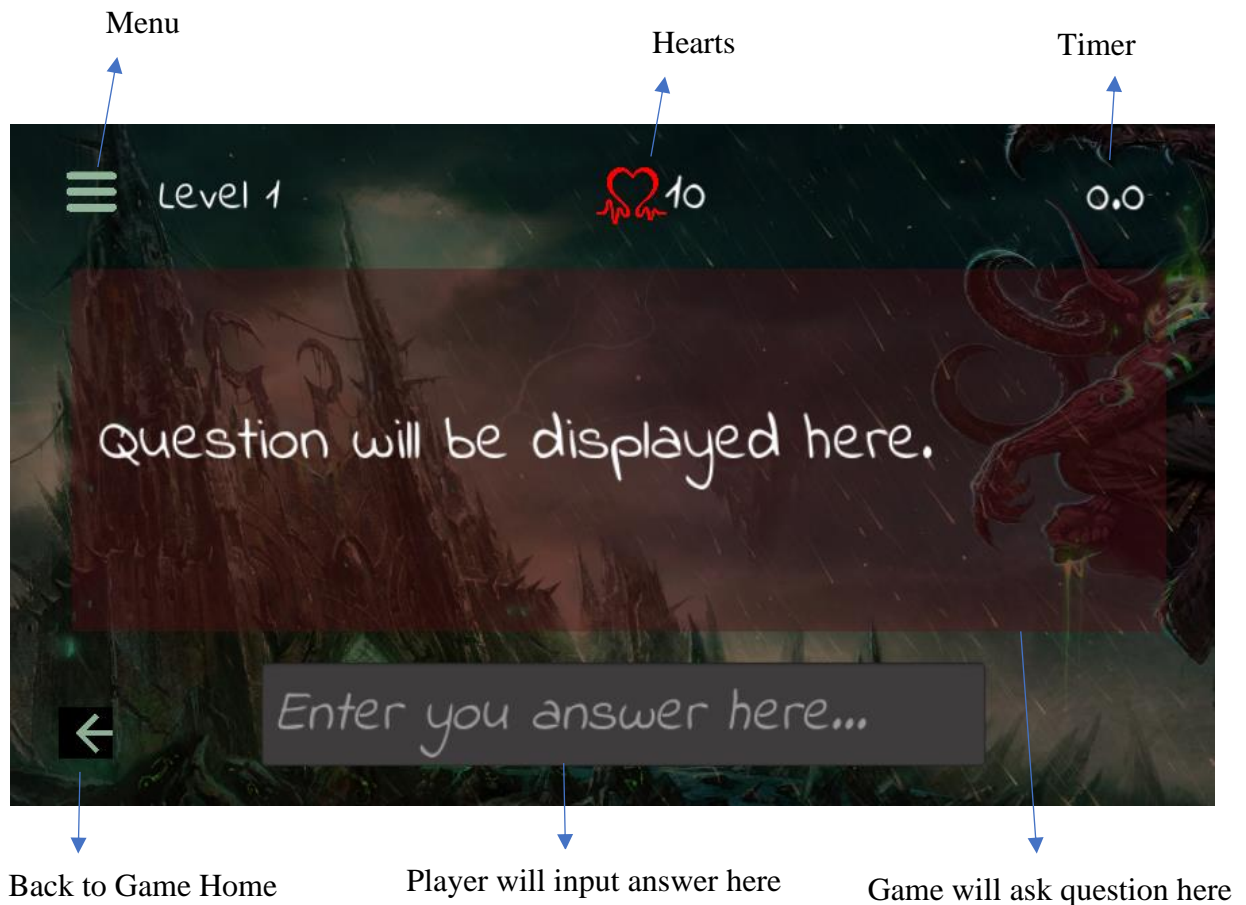 Menu
Hearts
Timer
Level 1
10
0.0
Question will be displayed here.
Enter you answer here...
Back to Game Home
Player will input answer here
Game will ask question here